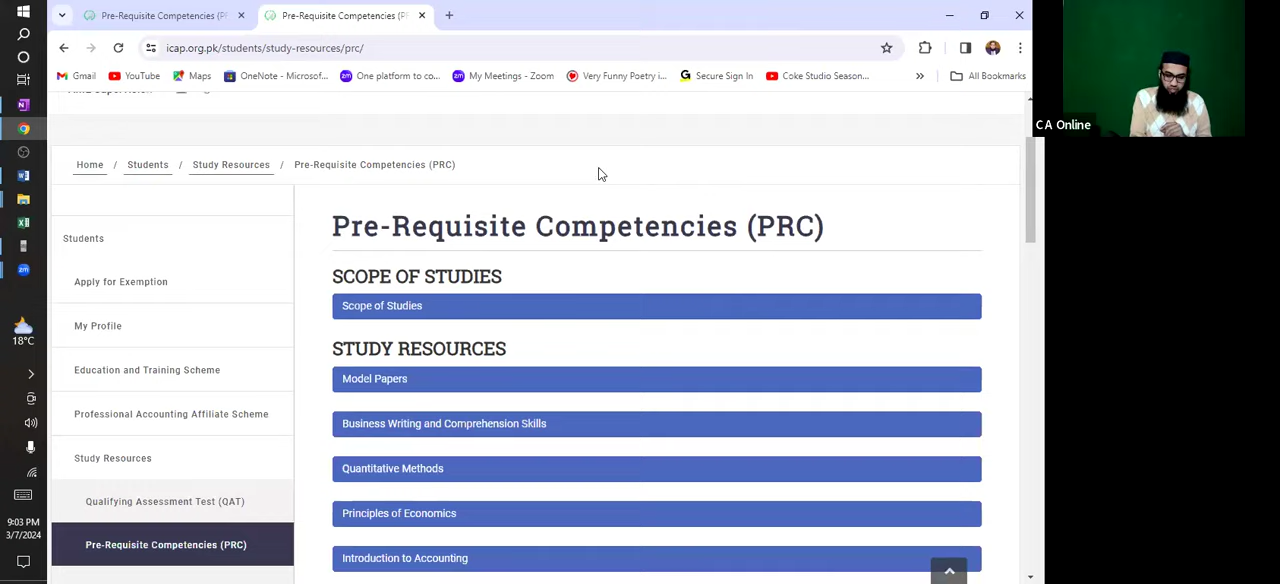 Pre-Requisite Competencies (PF
Pre-Requisite Competencies (PF
icap.org.pk/students/study-resources/prc/
Gmail
YouTube
Maps
OneNote - Microsof...
One platform to co...
My Meetings - Zoom
Very Funny Poetry i...
Secure Sign In
Coke Studio Season...
»
All Bookmarks
C A Online
Home / Students / Study Resources / Pre-Requisite Competencies (PRC)
Students
Apply for Exemption
My Profile
Education and Training Scheme
Professional Accounting Affiliate Scheme
Study Resources
Qualifying Assessment Test (QAT)
Pre-Requisite Competencies (PRC)
Pre-Requisite Competencies (PRC)
SCOPE OF STUDIES
Scope of Studies
STUDY RESOURCES
Model Papers
Business Writing and Comprehension Skills
Quantitative Methods
Principles of Economics
Introduction to Accounting
18°C
9:03 PM
3/7/2024